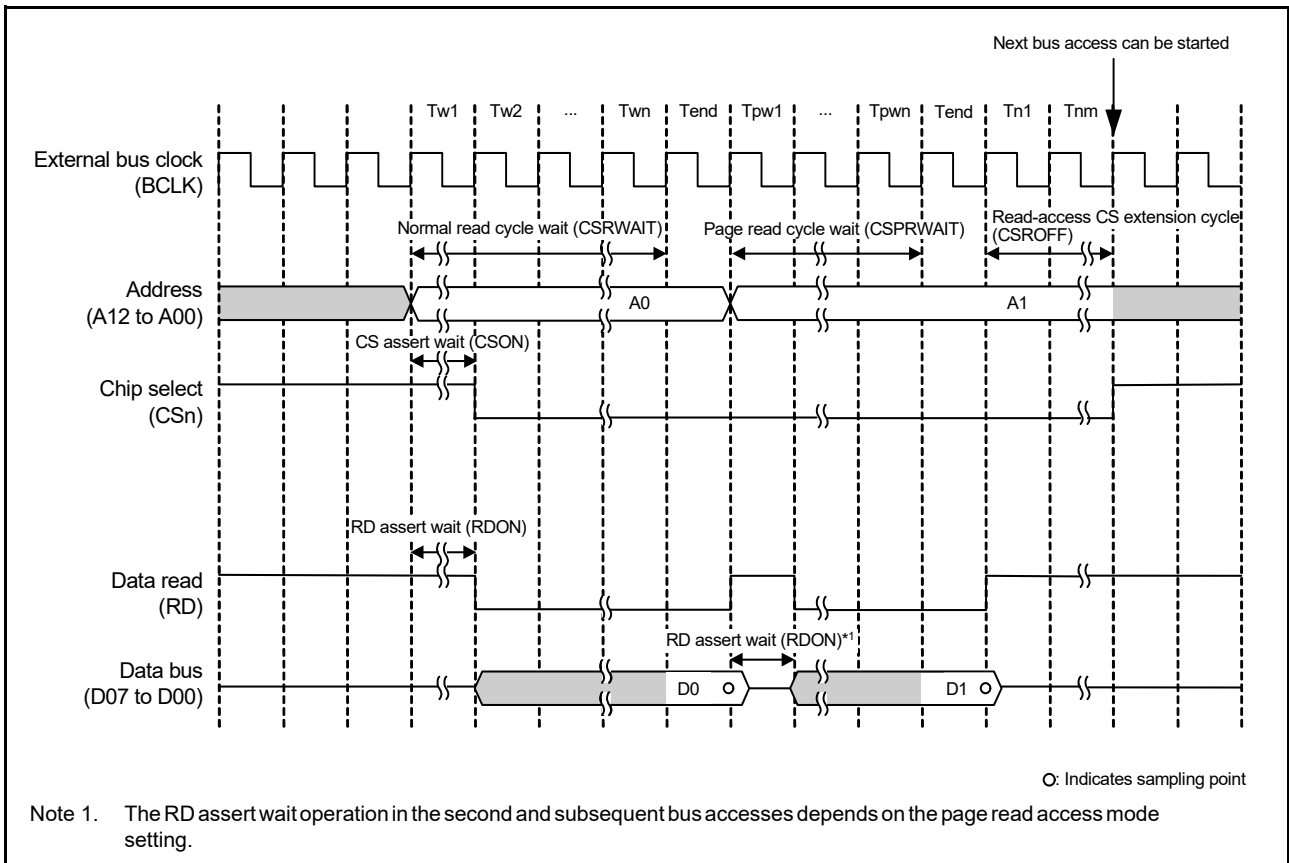 Next bus access can be started
Tw1 Tw2 ... Twn Tend Tpw1 ... Tpwn Tend Tn1 Tnm
External bus clock
(BCLK)
Normal read cycle wait (CSRWAIT)
Page read cycle wait (CSPRWAIT)
Read-access CS extension cycle
(CSROFF)
Address
(A12 to A00)
A0
A1
CS assert wait (CSON)
Chip select
(CSn)
RD assert wait (RDON)
Data read
(RD)
RD assert wait (RDON)*1
Data bus
(D07 to D00)
D0
D1
O: Indicates sampling point
Note 1. The RD assert wait operation in the second and subsequent bus accesses depends on the page read access mode
setting.